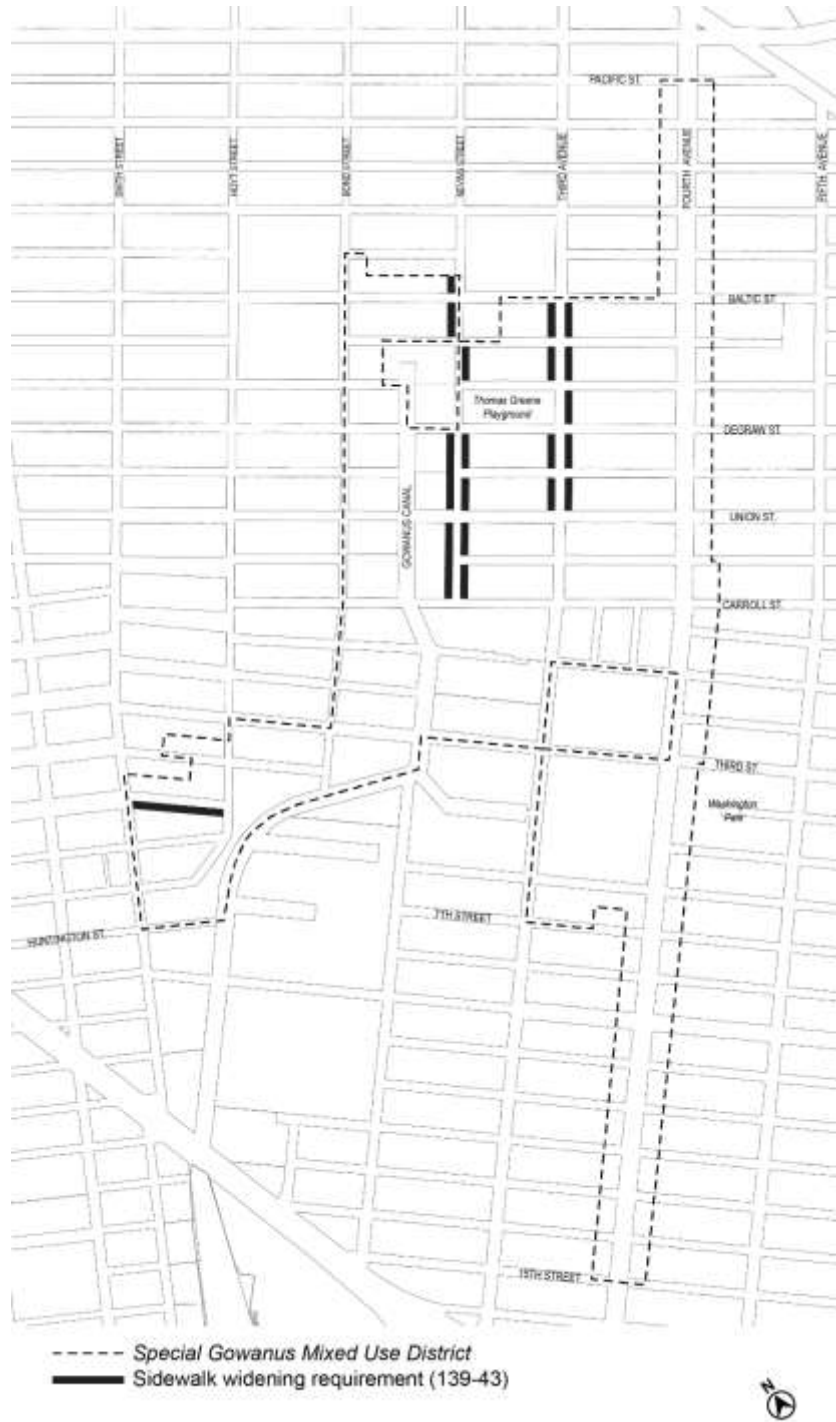 PACIFIC ST.
SMITH STREET
HOYT STREET
BOND STREET
NEVINS STREET
THIRD AVENUE
FOURTH AVENUE
FIFTH AVENUE
BALTIC ST.
Thomas Greene
Playground
DEGRAW ST.
GOWANUS CANAL
UNION ST.
CARROLL ST.
THIRD ST.
Washington
Park
7TH STREET
HUNTINGTON ST.
15TH STREET
Special Gowanus Mixed Use District
Sidewalk widening requirement (139-43)
N